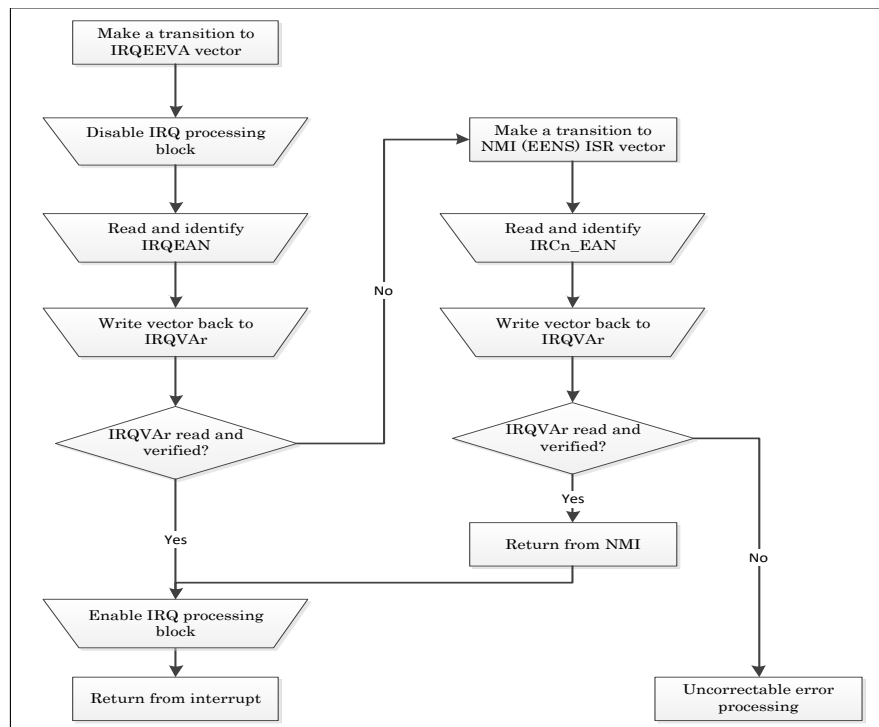 Make a transition to
IRQEEVA vector
Disable IRQ processing
block
Read and identify
IRQEAN
Write vector back to
IRQVAr
IRQVAr read and
verified?
Yes
No
Make a transition to
NMI (EENS) ISR vector
Read and identify
IRCn_EAN
Write vector back to
IRQVAr
IRQVAr read and
verified?
Yes
No
Return from NMI
Enable IRQ processing
block
Return from interrupt
Uncorrectable error
processing